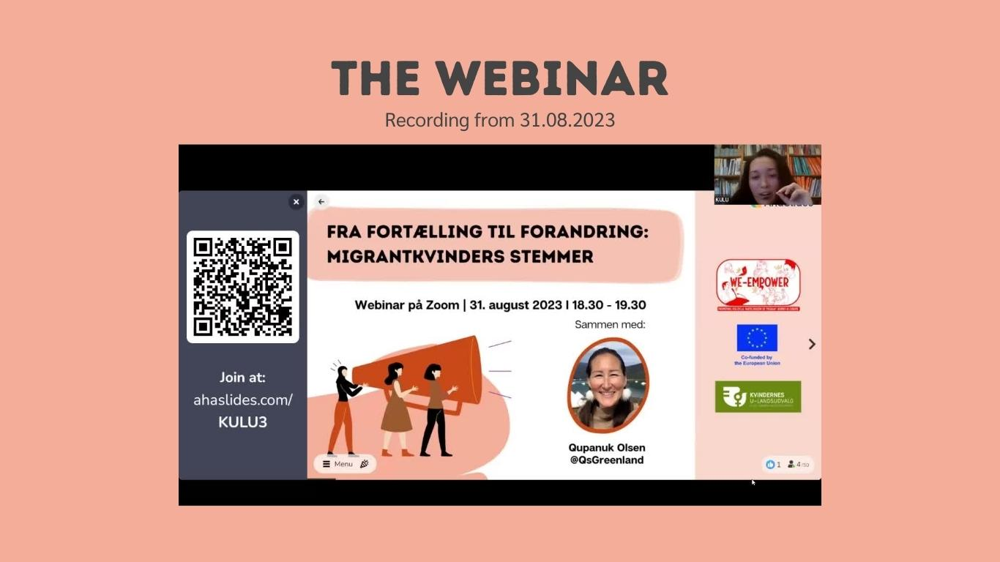 THE WEBINAR
Recording from 31.08.2023
KULU
FRA FORTÆLLING TIL FORANDRING:
MIGRANTKVINDERS STEMMER
Webinar på Zoom | 31. august 2023 I 18.30 - 19.30
Sammen med:
Qupanuk Olsen
@QsGreenland
Join at:
ahaslides.com/
KULU3
Menu
AhaSlides
WE-EMPOWER
Co-funded by
the European Union
KVINDERNES
U-LANDSUDVALG
1
4/50